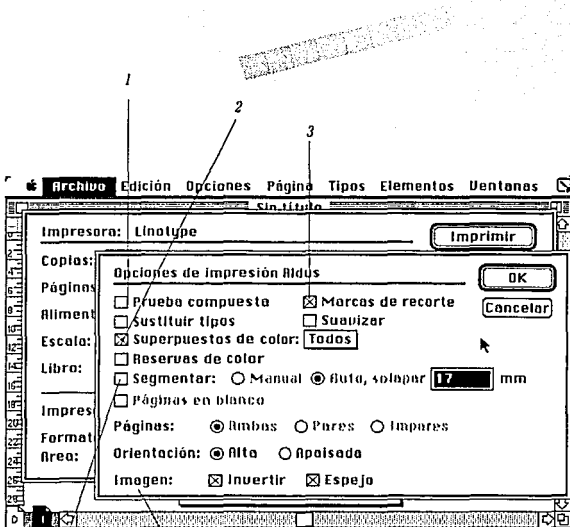 1
2
3
Archivo Edición Opciones Página Tipos Elementos Ventanas
Sin título
Impresora: Linotype
Imprimir
Copias:
Opciones de impresión Aldus
OK
Páginas
Prueba compuesta
Marcas de recorte
Cancelar
Aliment
Sustituir tipos
Suavizar
Escala:
Superpuestos de color: Todos
Reservas de color
Libro:
Segmentar: Manual Auto, solapar 17 mm
Páginas en blanco
Impres
Páginas: Ambas Pares Impares
Format
Orientación: Alta Apaisada
Area:
Imagen: Invertir Espejo
D
1